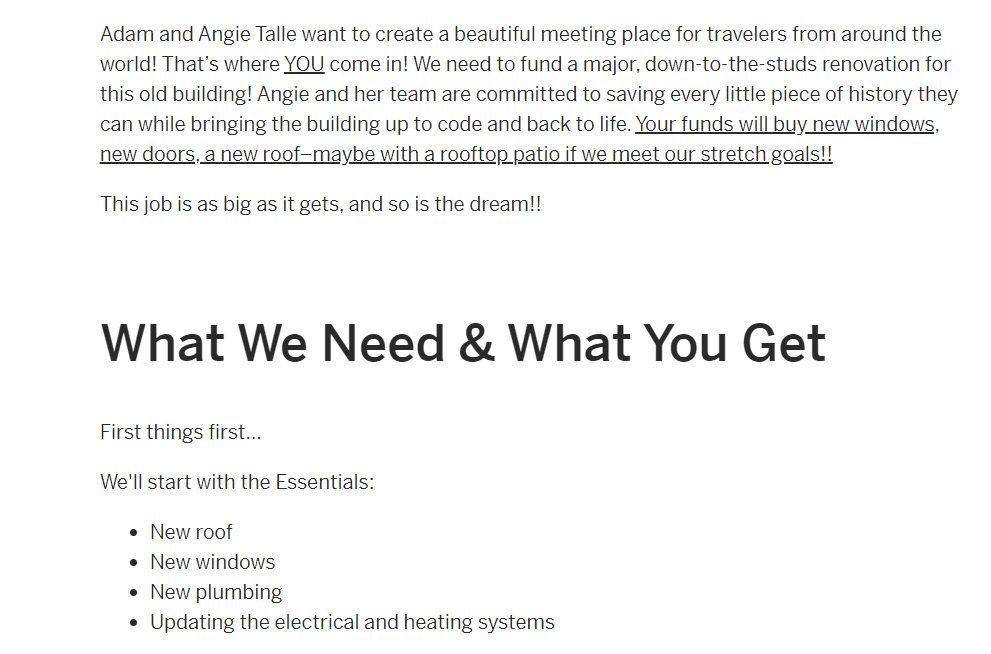 Adam and Angie Talle want to create a beautiful meeting place for travelers from around the
world! That’s where YOU come in! We need to fund a major, down-to-the-studs renovation for
this old building! Angie and her team are committed to saving every little piece of history they
can while bringing the building up to code and back to life. Your funds will buy new windows,
new doors, a new roof–maybe with a rooftop patio if we meet our stretch goals!!
This job is as big as it gets, and so is the dream!!
What We Need & What You Get
First things first...
We'll start with the Essentials:
• New roof
• New windows
• New plumbing
• Updating the electrical and heating systems